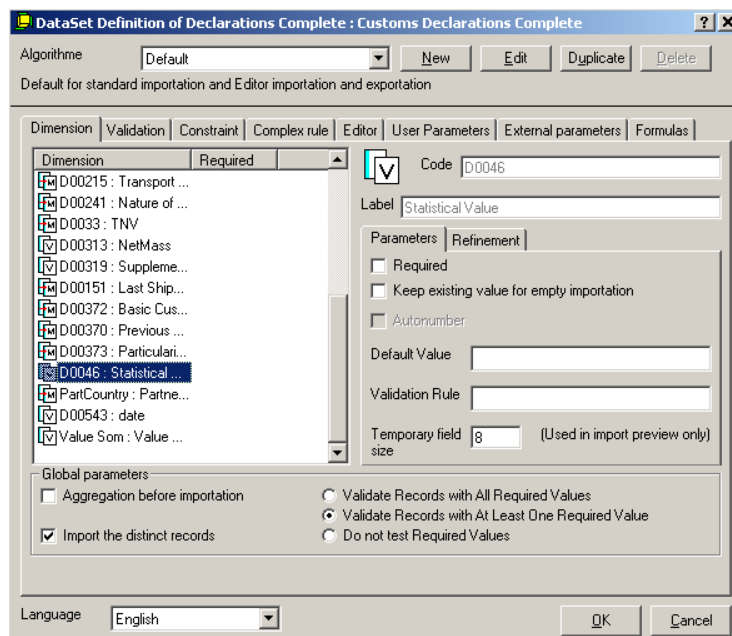 DataSet Definition of Declarations Complete : Customs Declarations Complete
Algorithme Default New Edit Duplicate Delete
Default for standard importation and Editor importation and exportation
Dimension Validation Constraint Complex rule Editor User Parameters External parameters Formulas
Dimension Required
D00215 : Transport ...
D00241 : Nature of ...
D0033 : TNV
D00313 : NetMass
D00319 : Suppleme...
D00151 : Last Ship...
D00372 : Basic Cus...
D00370 : Previous ...
D00373 : Particulari...
D0046 : Statistical ...
PartCountry : Partne...
D00543 : date
Value Som : Value ...
Code D0046
Label Statistical Value
Parameters Refinement
Required
Keep existing value for empty importation
Autonumber
Default Value
Validation Rule
Temporary field size 8 (Used in import preview only)
Global parameters
Aggregation before importation
Import the distinct records
Validate Records with All Required Values
Validate Records with At Least One Required Value
Do not test Required Values
Language English OK Cancel